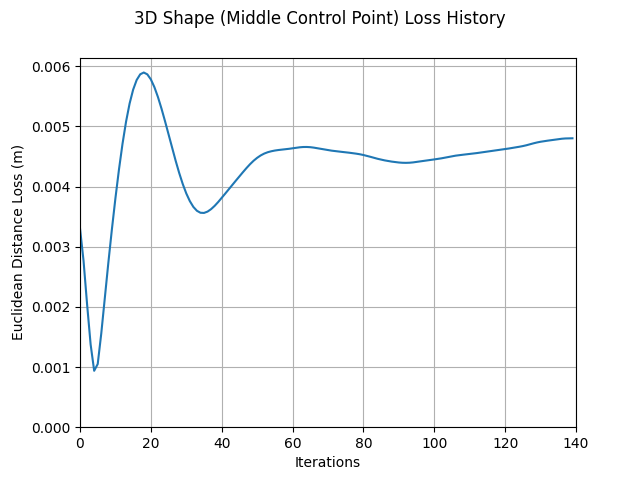 3D Shape (Middle Control Point) Loss History
0.006
0.005
0.004
0.003
0.002
0.001
0.000
Euclidean Distance Loss (m)
0 20 40 60 80 100 120 140
Iterations